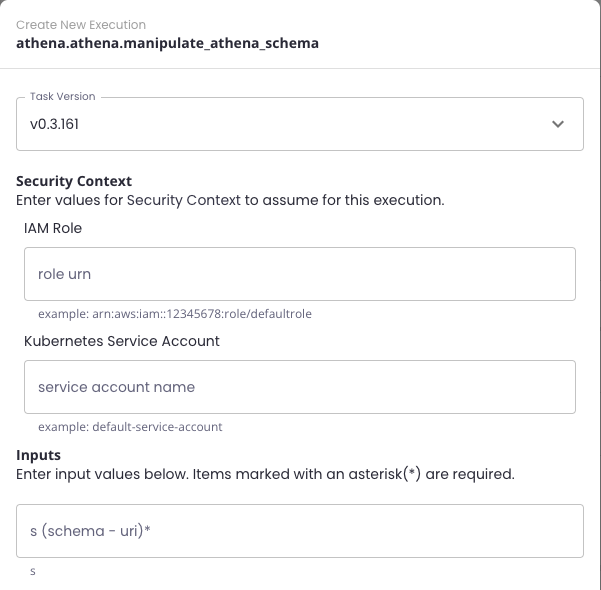 Create New Execution
athena.athena.manipulate_athena_schema
Task Version
v0.3.161
Security Context
Enter values for Security Context to assume for this execution.
IAM Role
role urn
example: arn:aws:iam::12345678:role/defaultrole
Kubernetes Service Account
service account name
example: default-service-account
Inputs
Enter input values below. Items marked with an asterisk(*) are required.
s (schema - uri)*
s